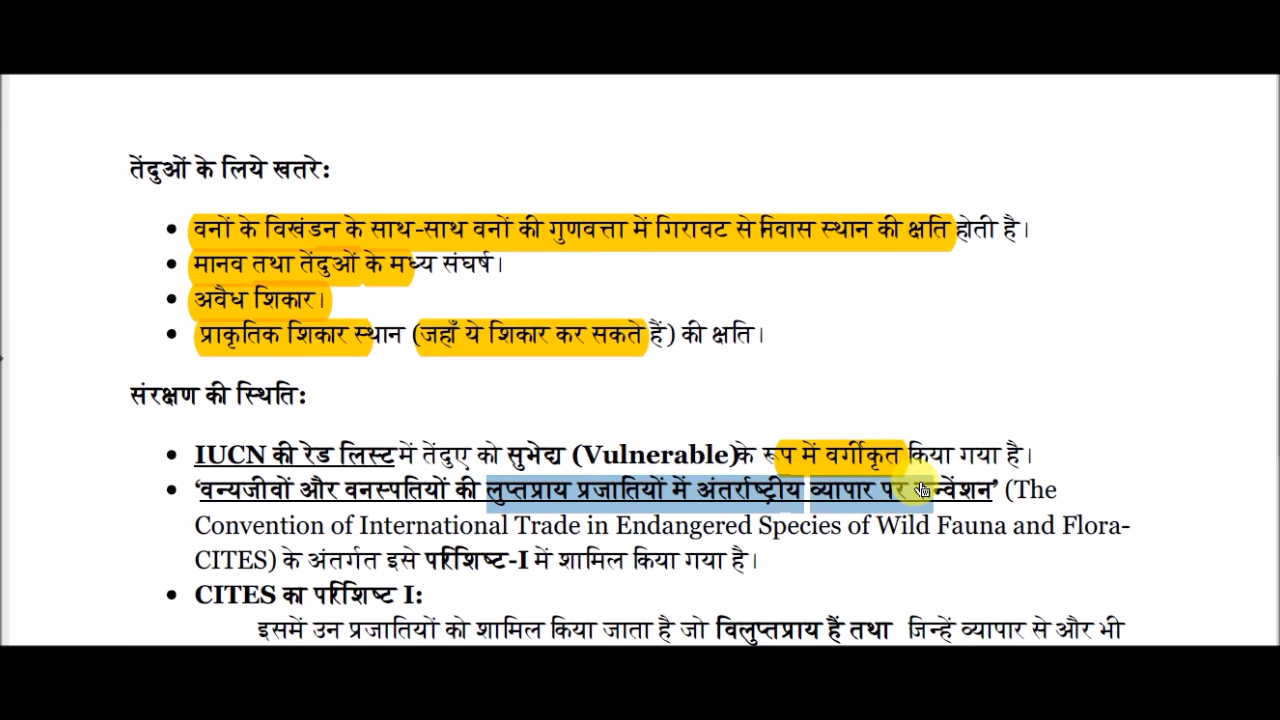 तेंदुओं के लिये खतरे:
• वनों के विखंडन के साथ-साथ वनों की गुणवत्ता में गिरावट से निवास स्थान की क्षति होती है।
• मानव तथा तेंदुओं के मध्य संघर्ष।
• अवैध शिकार।
• प्राकृतिक शिकार स्थान (जहाँ ये शिकार कर सकते हैं) की क्षति।
संरक्षण की स्थिति:
• IUCN की रेड लिस्ट में तेंदुए को सुभेद्य (Vulnerable)के रूप में वर्गीकृत किया गया है।
• ‘वन्यजीवों और वनस्पतियों की लुप्तप्राय प्रजातियों में अंतर्राष्ट्रीय व्यापार पर कन्वेंशन’ (The
Convention of International Trade in Endangered Species of Wild Fauna and Flora-
CITES) के अंतर्गत इसे परिशिष्ट-I में शामिल किया गया है।
• CITES का परिशिष्ट I:
इसमें उन प्रजातियों को शामिल किया जाता है जो विलुप्तप्राय हैं तथा जिन्हें व्यापार से और भी